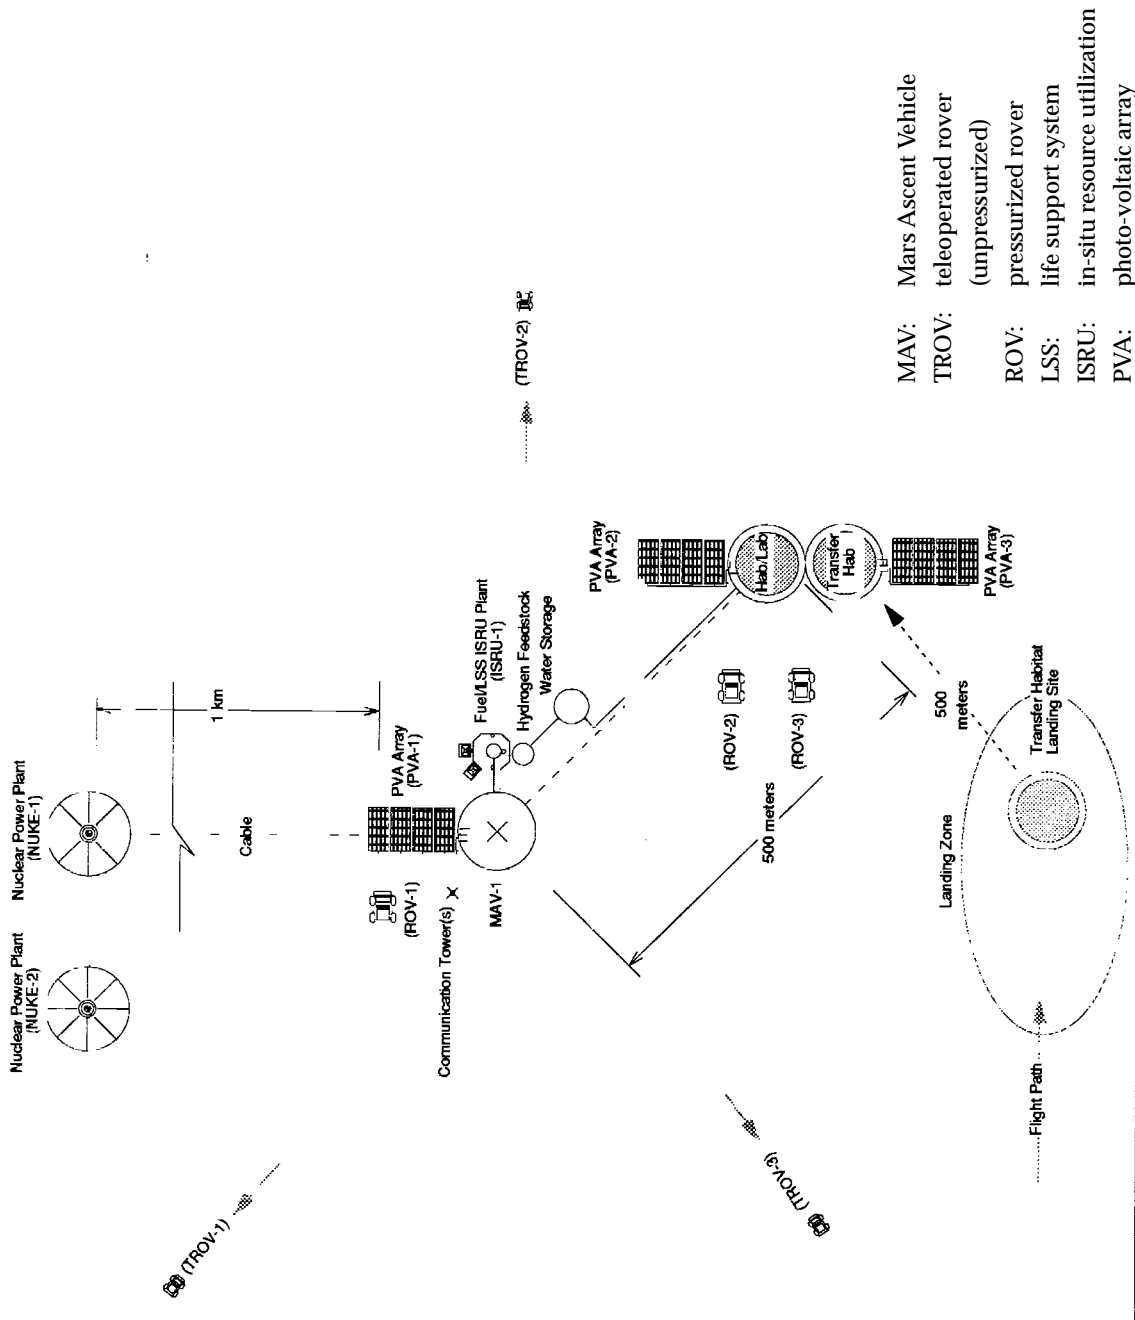 Nuclear Power Plant
(NUKE-2)
Nuclear Power Plant
(NUKE-1)
1 km
Cable
(TROV-1)
(ROV-1)
PVA Array
(PVA-1)
Communication Tower(s)
MAV-1
Fuel/LSS ISRU Plant
(ISRU-1)
Hydrogen Feedstock
Water Storage
(TROV-2)
PVA Array
(PVA-2)
Hab/Lab
Transfer
Hab
PVA Array
(PVA-3)
(ROV-2)
(ROV-3)
500 meters
500
meters
(TROV-3)
Landing Zone
Transfer Habitat
Landing Site
Flight Path
MAV: Mars Ascent Vehicle
TROV: teleoperated rover
(unpressurized)
ROV: pressurized rover
LSS: life support system
ISRU: in-situ resource utilization
PVA: photo-voltaic array